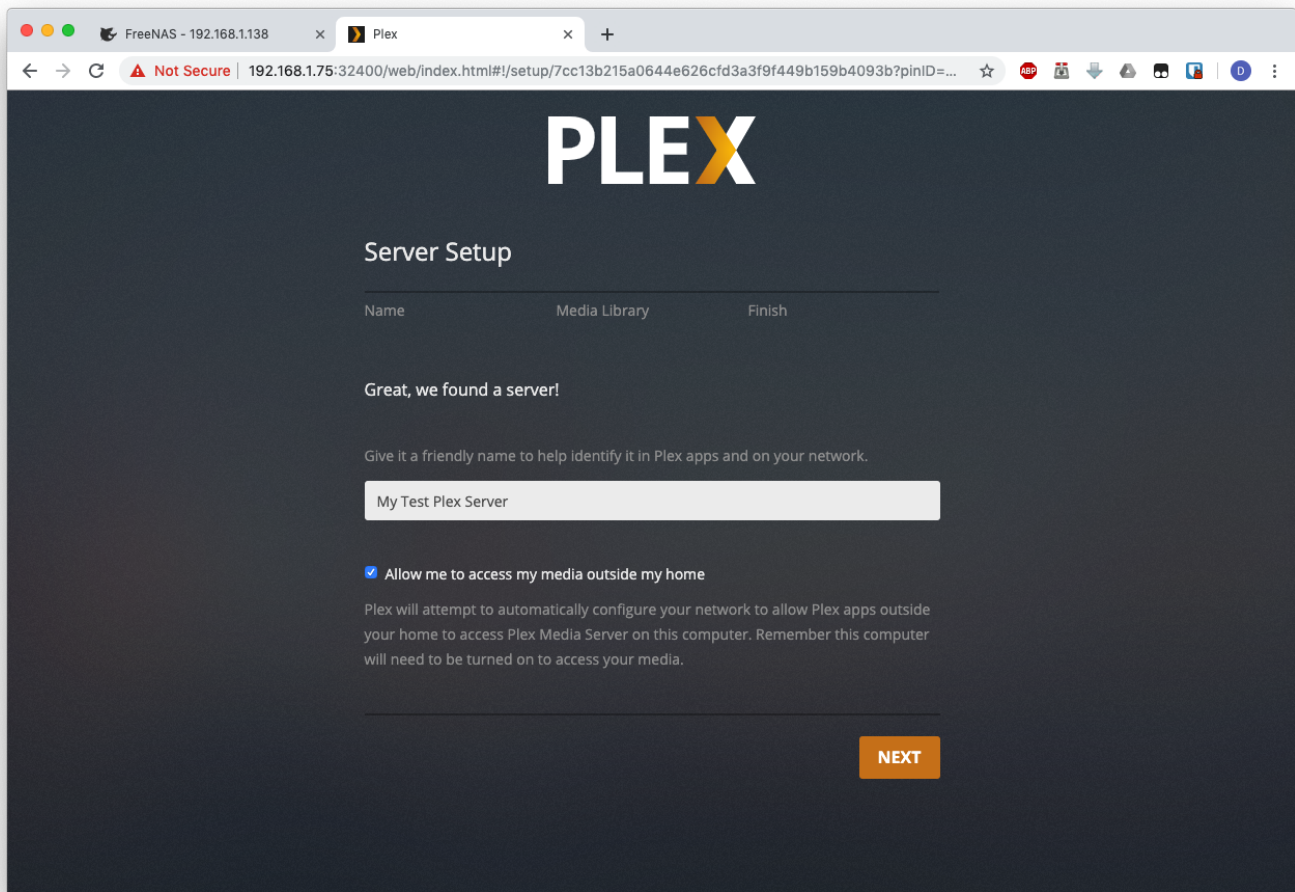 FreeNAS - 192.168.1.138
Plex
Not Secure
192.168.1.75:32400/web/index.html#!/setup/7cc13b215a0644e626cfd3a3f9f449b159b4093b?pinID=...
ABP
D
PLEX
Server Setup
Name Media Library Finish
Great, we found a server!
Give it a friendly name to help identify it in Plex apps and on your network.
My Test Plex Server
Allow me to access my media outside my home
Plex will attempt to automatically configure your network to allow Plex apps outside
your home to access Plex Media Server on this computer. Remember this computer
will need to be turned on to access your media.
NEXT